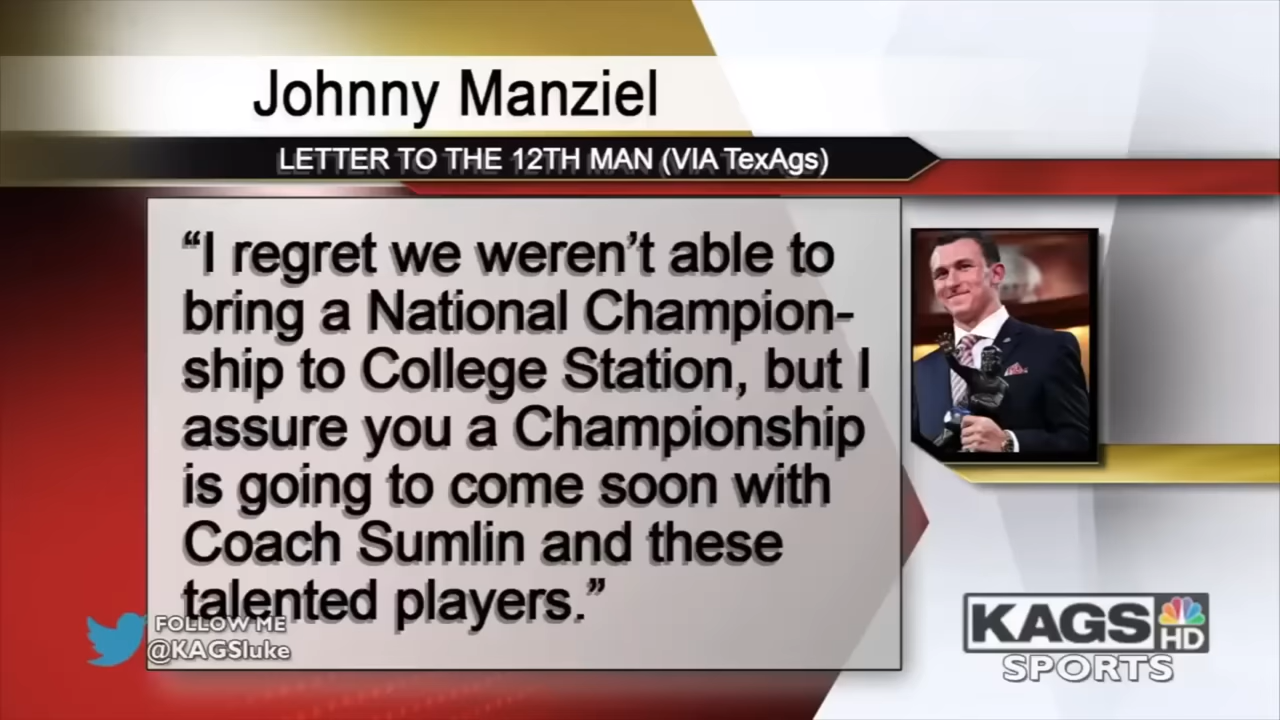 Johnny Manziel
LETTER TO THE 12TH MAN (VIA TexAgs)
“I regret we weren’t able to
bring a National Champion-
ship to College Station, but I
assure you a Championship
is going to come soon with
Coach Sumlin and these
talented players.”
FOLLOW ME
@KAGSluke
KAGS HD
SPORTS